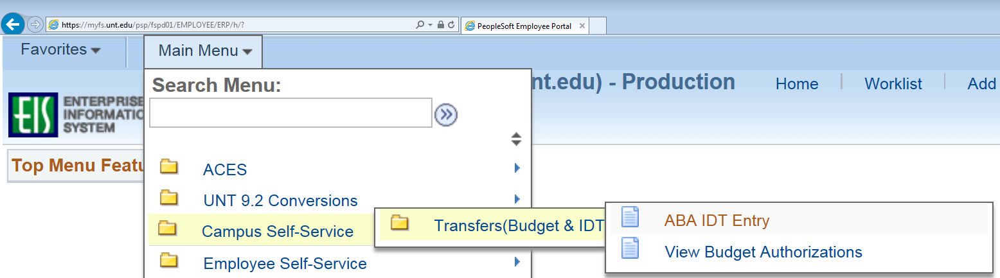 https://myfs.unt.edu/psp/fspd01/EMPLOYEE/ERP/h/?
PeopleSoft Employee Portal
Favorites
Main Menu
Search Menu:
nt.edu) - Production
Home
Worklist
Add
EIS
ENTERPRISE
INFORMATIC
SYSTEM
Top Menu Featu
ACES
UNT 9.2 Conversions
Campus Self-Service
Transfers(Budget & IDT
ABA IDT Entry
View Budget Authorizations
Employee Self-Service